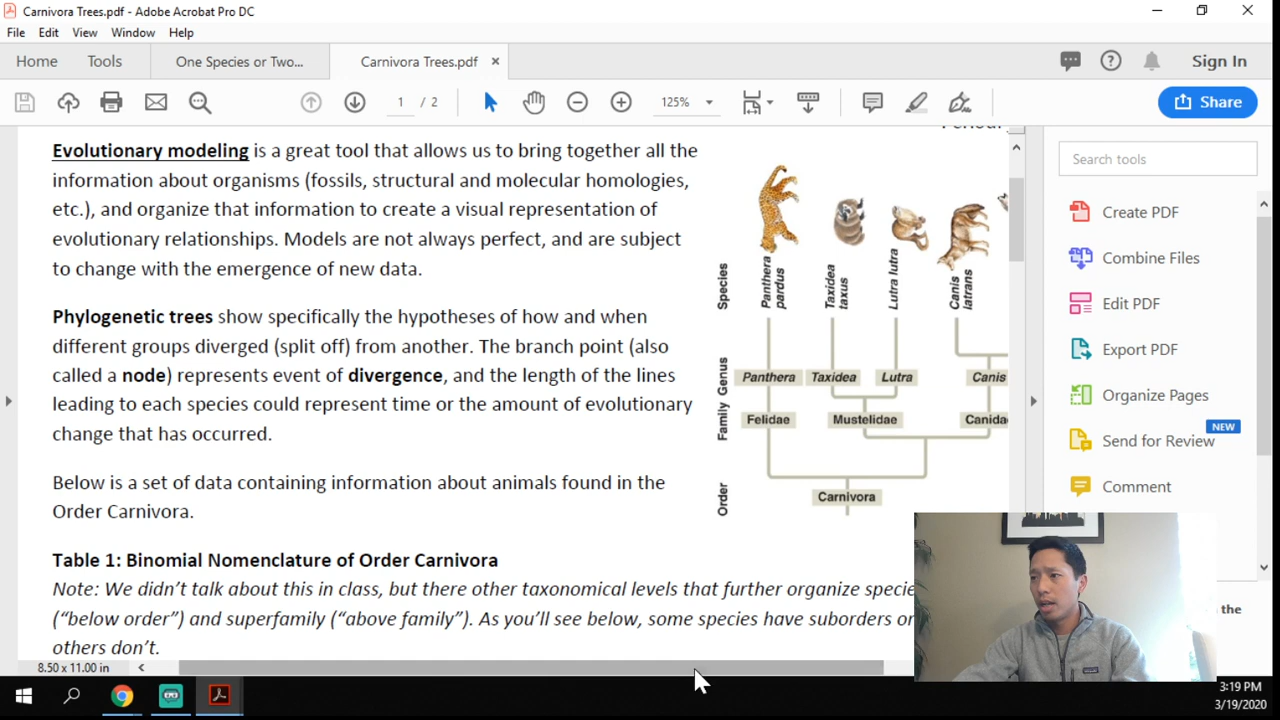 Carnivora Trees.pdf - Adobe Acrobat Pro DC
File Edit View Window Help
Home Tools One Species or Two... Carnivora Trees.pdf × Sign In
1 / 2 125% Share
Evolutionary modeling is a great tool that allows us to bring together all the
information about organisms (fossils, structural and molecular homologies,
etc.), and organize that information to create a visual representation of
evolutionary relationships. Models are not always perfect, and are subject
to change with the emergence of new data.
Phylogenetic trees show specifically the hypotheses of how and when
different groups diverged (split off) from another. The branch point (also
called a node) represents event of divergence, and the length of the lines
leading to each species could represent time or the amount of evolutionary
change that has occurred.
Below is a set of data containing information about animals found in the
Order Carnivora.
Table 1: Binomial Nomenclature of Order Carnivora
Note: We didn't talk about this in class, but there other taxonomical levels that further organize specie
("below order") and superfamily ("above family"). As you'll see below, some species have suborders or
others don't.
Species
Panthera
pardus
Taxidea
taxus
Lutra lutra
Canis
latrans
Genus
Panthera Taxidea Lutra Canis
Family
Felidae Mustelidae Canida
Order
Carnivora
Search tools
Create PDF
Combine Files
Edit PDF
Export PDF
Organize Pages
NEW
Send for Review
Comment
the
8.50 x 11.00 in
3:19 PM
3/19/2020